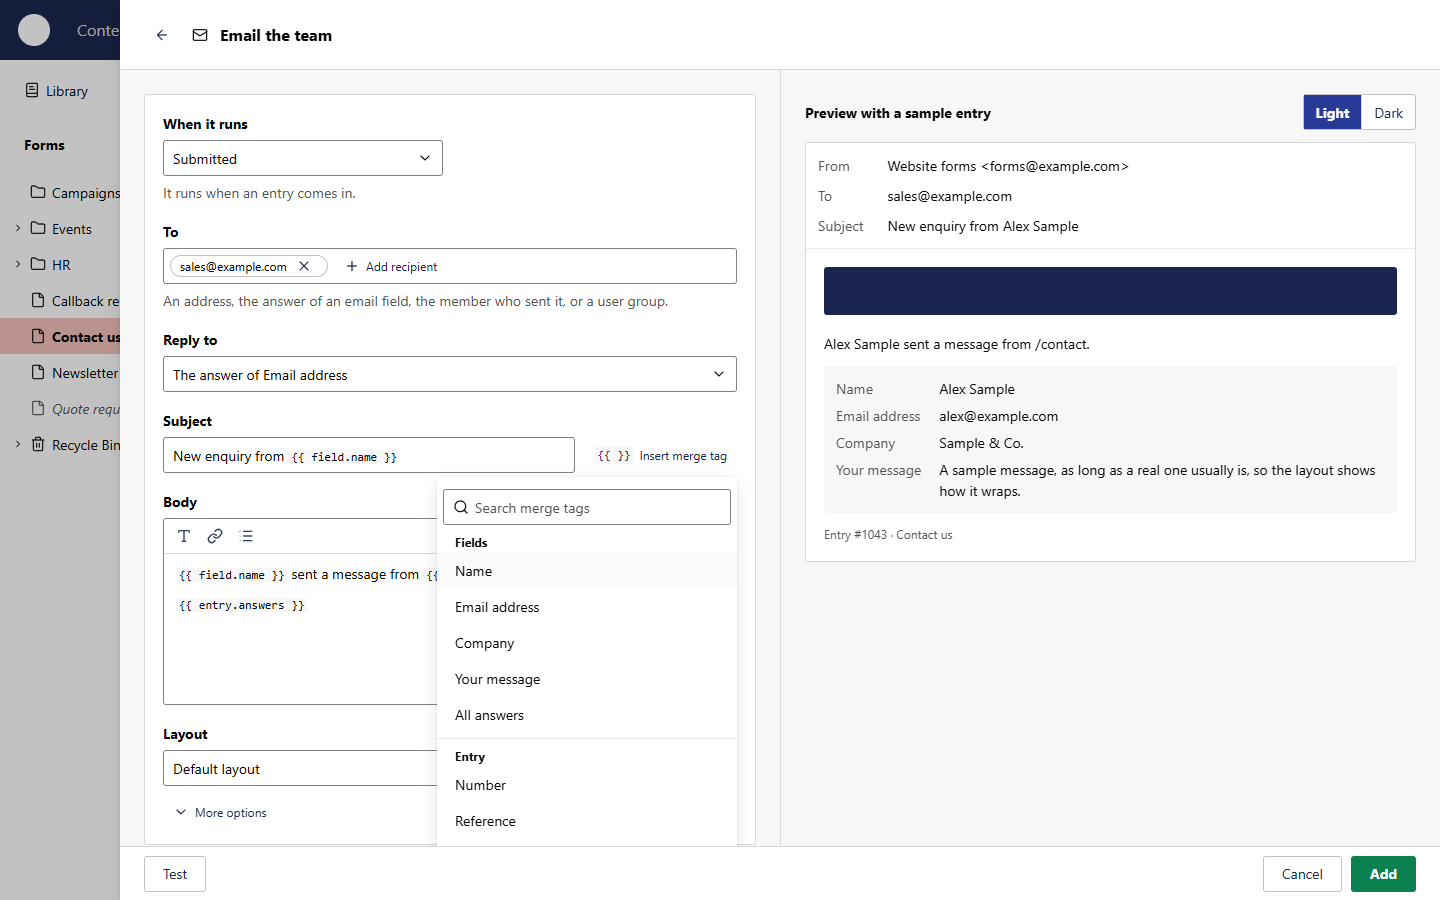 Conte
Library
Forms
Campaigns
Events
HR
Callback re
Contact us
Newsletter
Quote requ
Recycle Bin
Email the team
When it runs
Submitted
It runs when an entry comes in.
To
sales@example.com
Add recipient
An address, the answer of an email field, the member who sent it, or a user group.
Reply to
The answer of Email address
Subject
New enquiry from {{ field.name }}
{{ }} Insert merge tag
Body
{{ field.name }} sent a message from {{
{{ entry.answers }}
Layout
Default layout
More options
Search merge tags
Fields
Name
Email address
Company
Your message
All answers
Entry
Number
Reference
Preview with a sample entry
Light Dark
From Website forms <forms@example.com>
To sales@example.com
Subject New enquiry from Alex Sample
Alex Sample sent a message from /contact.
Name Alex Sample
Email address alex@example.com
Company Sample & Co.
Your message A sample message, as long as a real one usually is, so the layout shows
how it wraps.
Entry #1043 · Contact us
Test
Cancel
Add